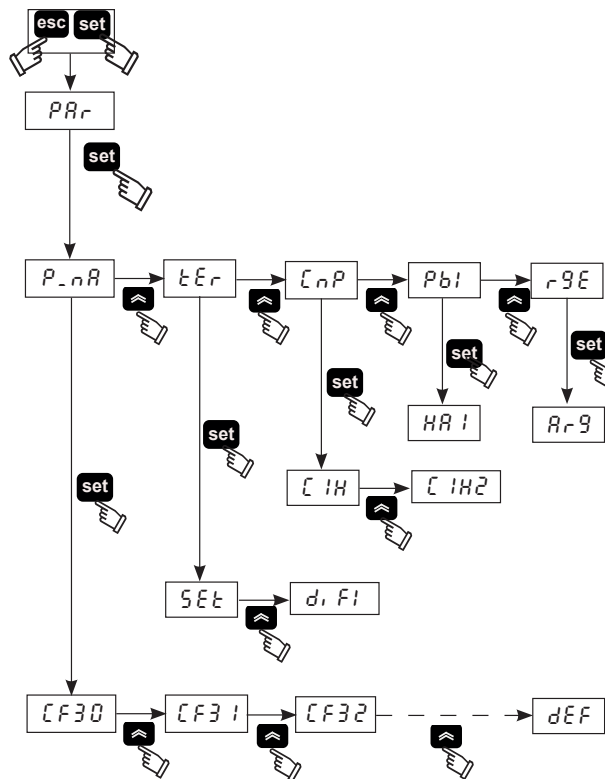 esc set
PAr
set
P_nA tEr CnP Pb1 rGE
set set
set
HA1 ArG
set
C1H C1H2
set
SEt diF1
CF30 CF31 CF32 dEF